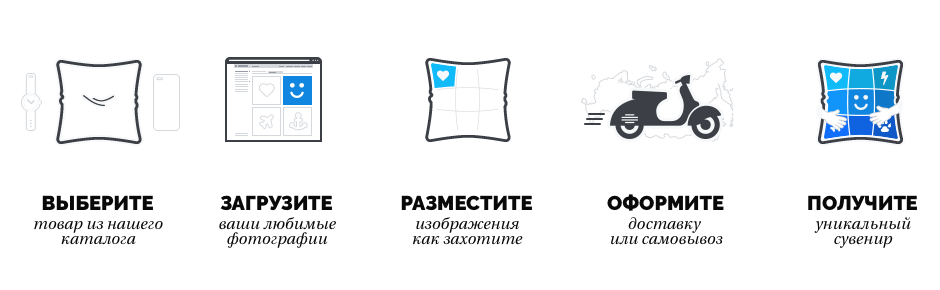 ВЫБЕРИТЕ
товар из нашего
каталога
ЗАГРУЗИТЕ
ваши любимые
фотографии
РАЗМЕСТИТЕ
изображения
как захотите
ОФОРМИТЕ
доставку
или самовывоз
ПОЛУЧИТЕ
уникальный
сувенир